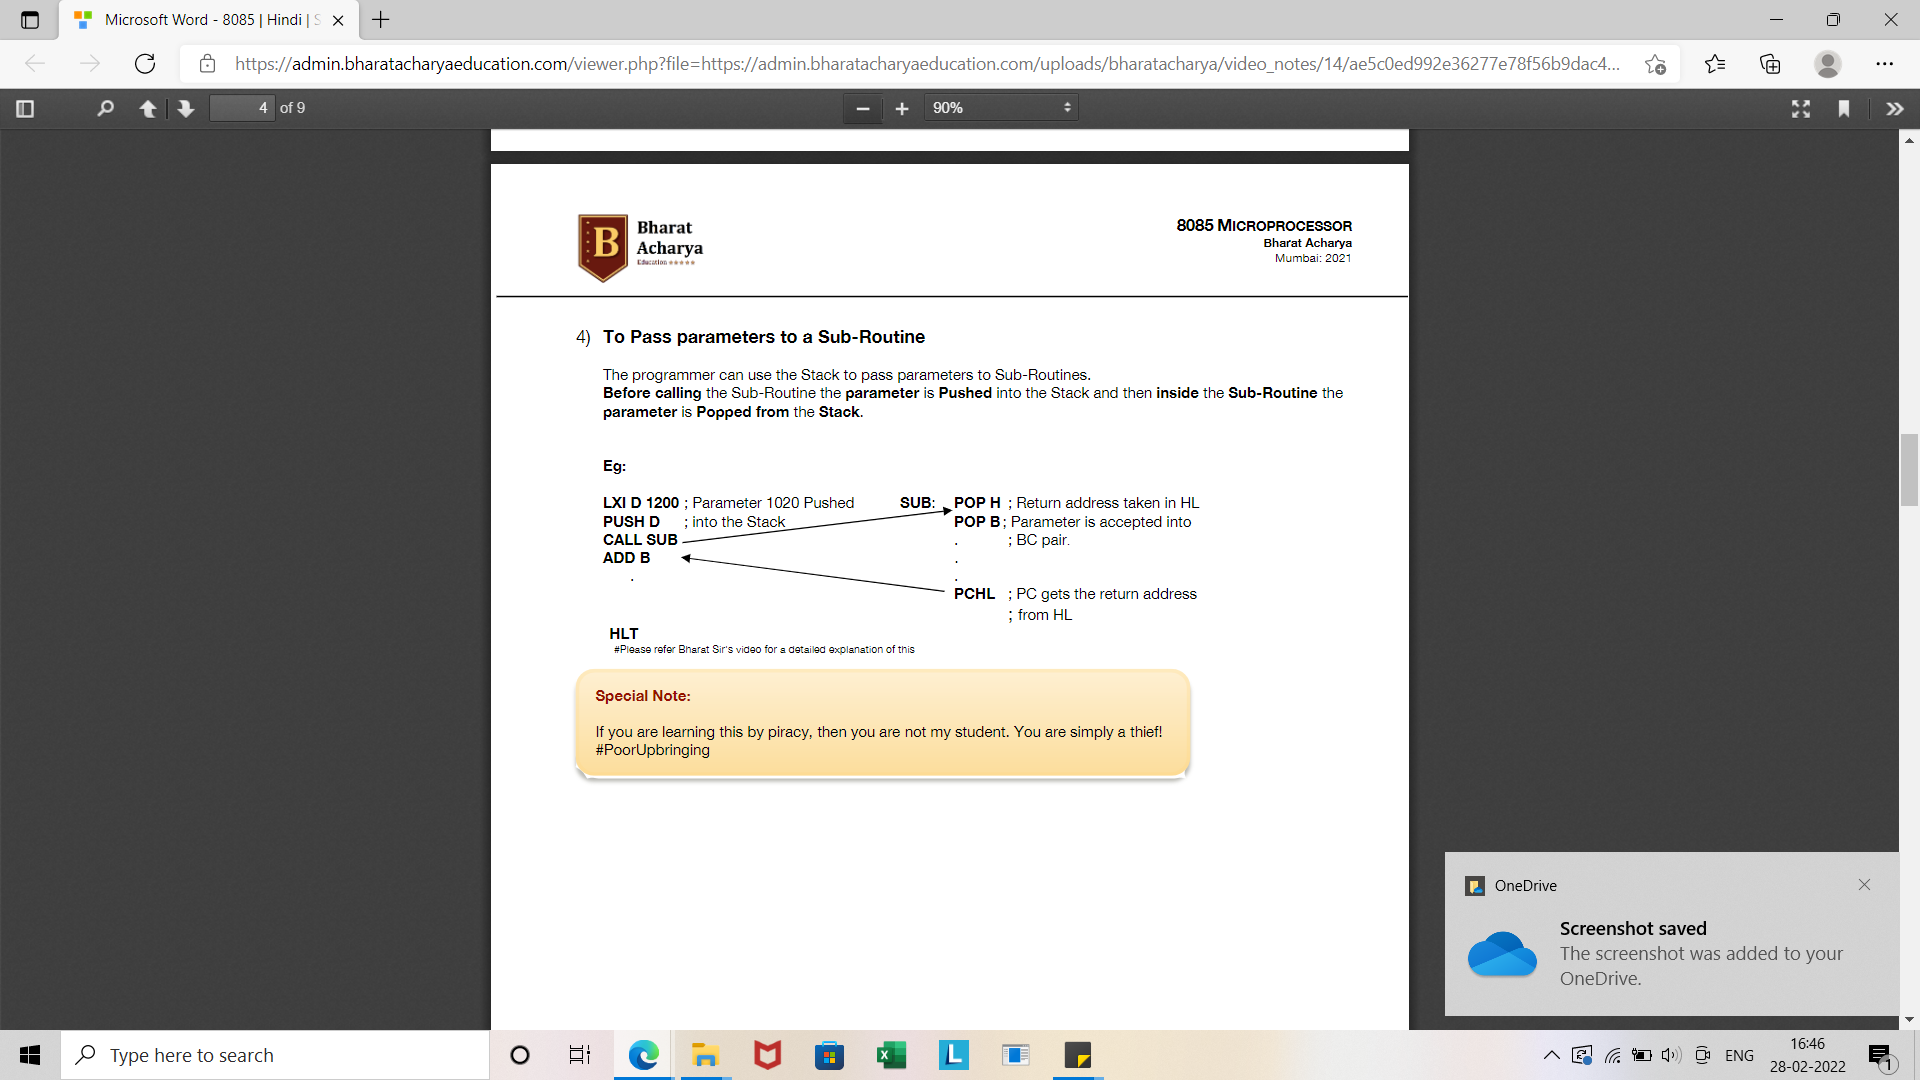 Microsoft Word - 8085 | Hindi | S
https://admin.bharatacharyaeducation.com/viewer.php?file=https://admin.bharatacharyaeducation.com/uploads/bharatacharya/video_notes/14/ae5c0ed992e36277e78f56b9dac4...
4 of 9
90%
B
Bharat
Acharya
Education
8085 MICROPROCESSOR
Bharat Acharya
Mumbai: 2021
4) To Pass parameters to a Sub-Routine
The programmer can use the Stack to pass parameters to Sub-Routines.
Before calling the Sub-Routine the parameter is Pushed into the Stack and then inside the Sub-Routine the
parameter is Popped from the Stack.
Eg:
LXI D 1200 ; Parameter 1020 Pushed SUB: POP H ; Return address taken in HL
PUSH D ; into the Stack POP B ; Parameter is accepted into
CALL SUB . ; BC pair.
ADD B .
. .
PCHL ; PC gets the return address
; from HL
HLT
#Please refer Bharat Sir's video for a detailed explanation of this
Special Note:
If you are learning this by piracy, then you are not my student. You are simply a thief!
#PoorUpbringing
OneDrive
Screenshot saved
The screenshot was added to your
OneDrive.
Type here to search
L
ENG
16:46
28-02-2022
1